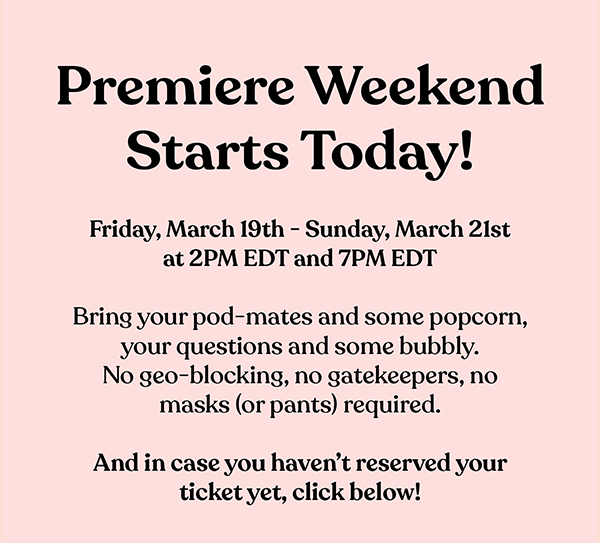 Premiere Weekend
Starts Today!
Friday, March 19th - Sunday, March 21st
at 2PM EDT and 7PM EDT
Bring your pod-mates and some popcorn,
your questions and some bubbly.
No geo-blocking, no gatekeepers, no
masks (or pants) required.
And in case you haven’t reserved your
ticket yet, click below!